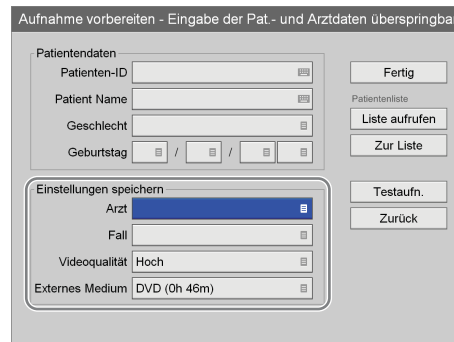 Aufnahme vorbereiten - Eingabe der Pat.- und Arztdaten überspringba
Patientendaten
Patienten-ID
Patient Name
Geschlecht
Geburtstag / /
Einstellungen speichern
Arzt
Fall
Videoqualität Hoch
Externes Medium DVD (0h 46m)
Fertig
Patientenliste
Liste aufrufen
Zur Liste
Testaufn.
Zurück